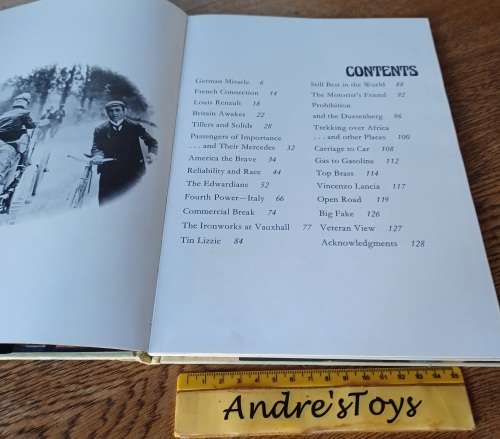 CONTENTS
German Miracle 6
French Connection 14
Louis Renault 18
Britain Awakes 22
Tillers and Solids 28
Passengers of Importance
. . . and Their Mercedes 32
America the Brave 34
Reliability and Race 44
The Edwardians 52
Fourth Power—Italy 66
Commercial Break 74
The Ironworks at Vauxhall 77
Tin Lizzie 84
Still Best in the World 88
The Motorist's Friend 92
Prohibition
and the Duesenberg 96
Trekking over Africa
. . . and other Places 100
Carriage to Car 108
Gas to Gasoline 112
Top Brass 114
Vincenzo Lancia 117
Open Road 119
Big Fake 126
Veteran View 127
Acknowledgments 128
Andre'sToys